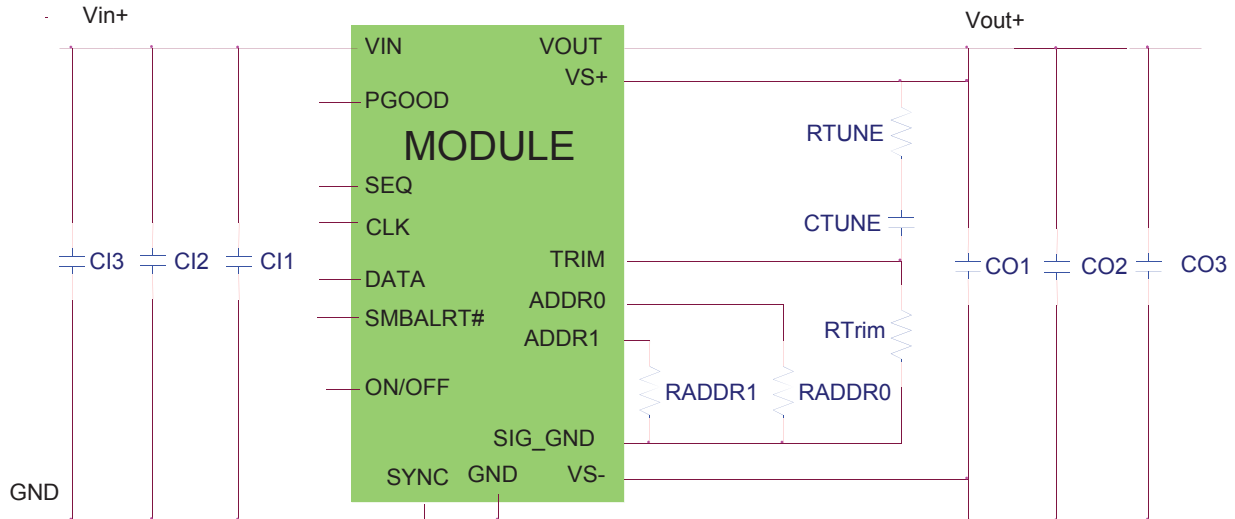 Vin+
Vout+
VIN
VOUT
VS+
PGOOD
RTUNE
MODULE
SEQ
CTUNE
CLK
TRIM
CI3
CI2
CI1
CO1
CO2
CO3
DATA
ADDR0
SMBALRT#
RTrim
ADDR1
ON/OFF
RADDR1
RADDR0
SIG_GND
SYNC
GND
VS-
GND